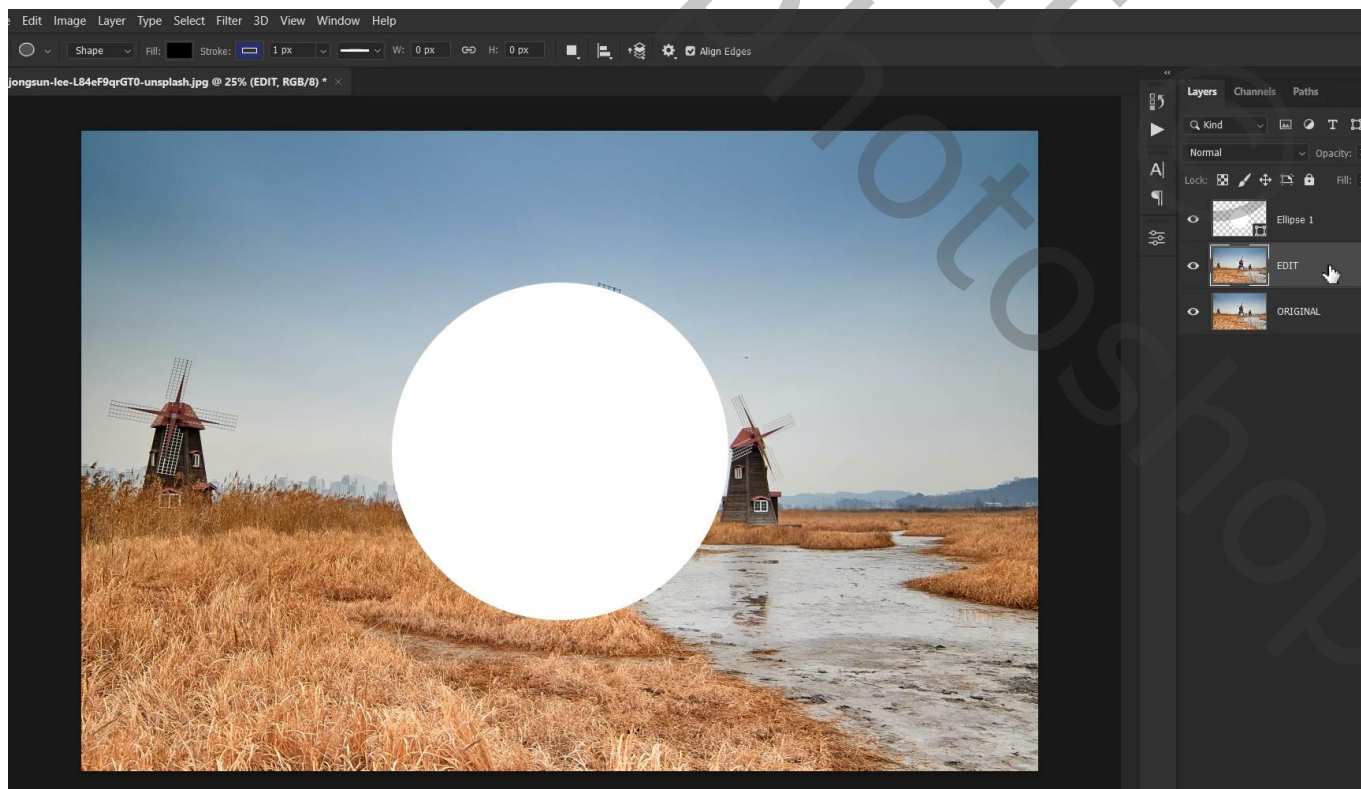 Edit Image Layer Type Select Filter 3D View Window Help
Shape Fill: Stroke: 1 px W: 0 px H: 0 px Align Edges
jongsun-lee-L84eF9qrGT0-unsplash.jpg @ 25% (EDIT, RGB/8) * ×
Layers Channels Paths
Kind T
Normal Opacity:
A
Lock: Fill:
Ellipse 1
EDIT
ORIGINAL
photoshop